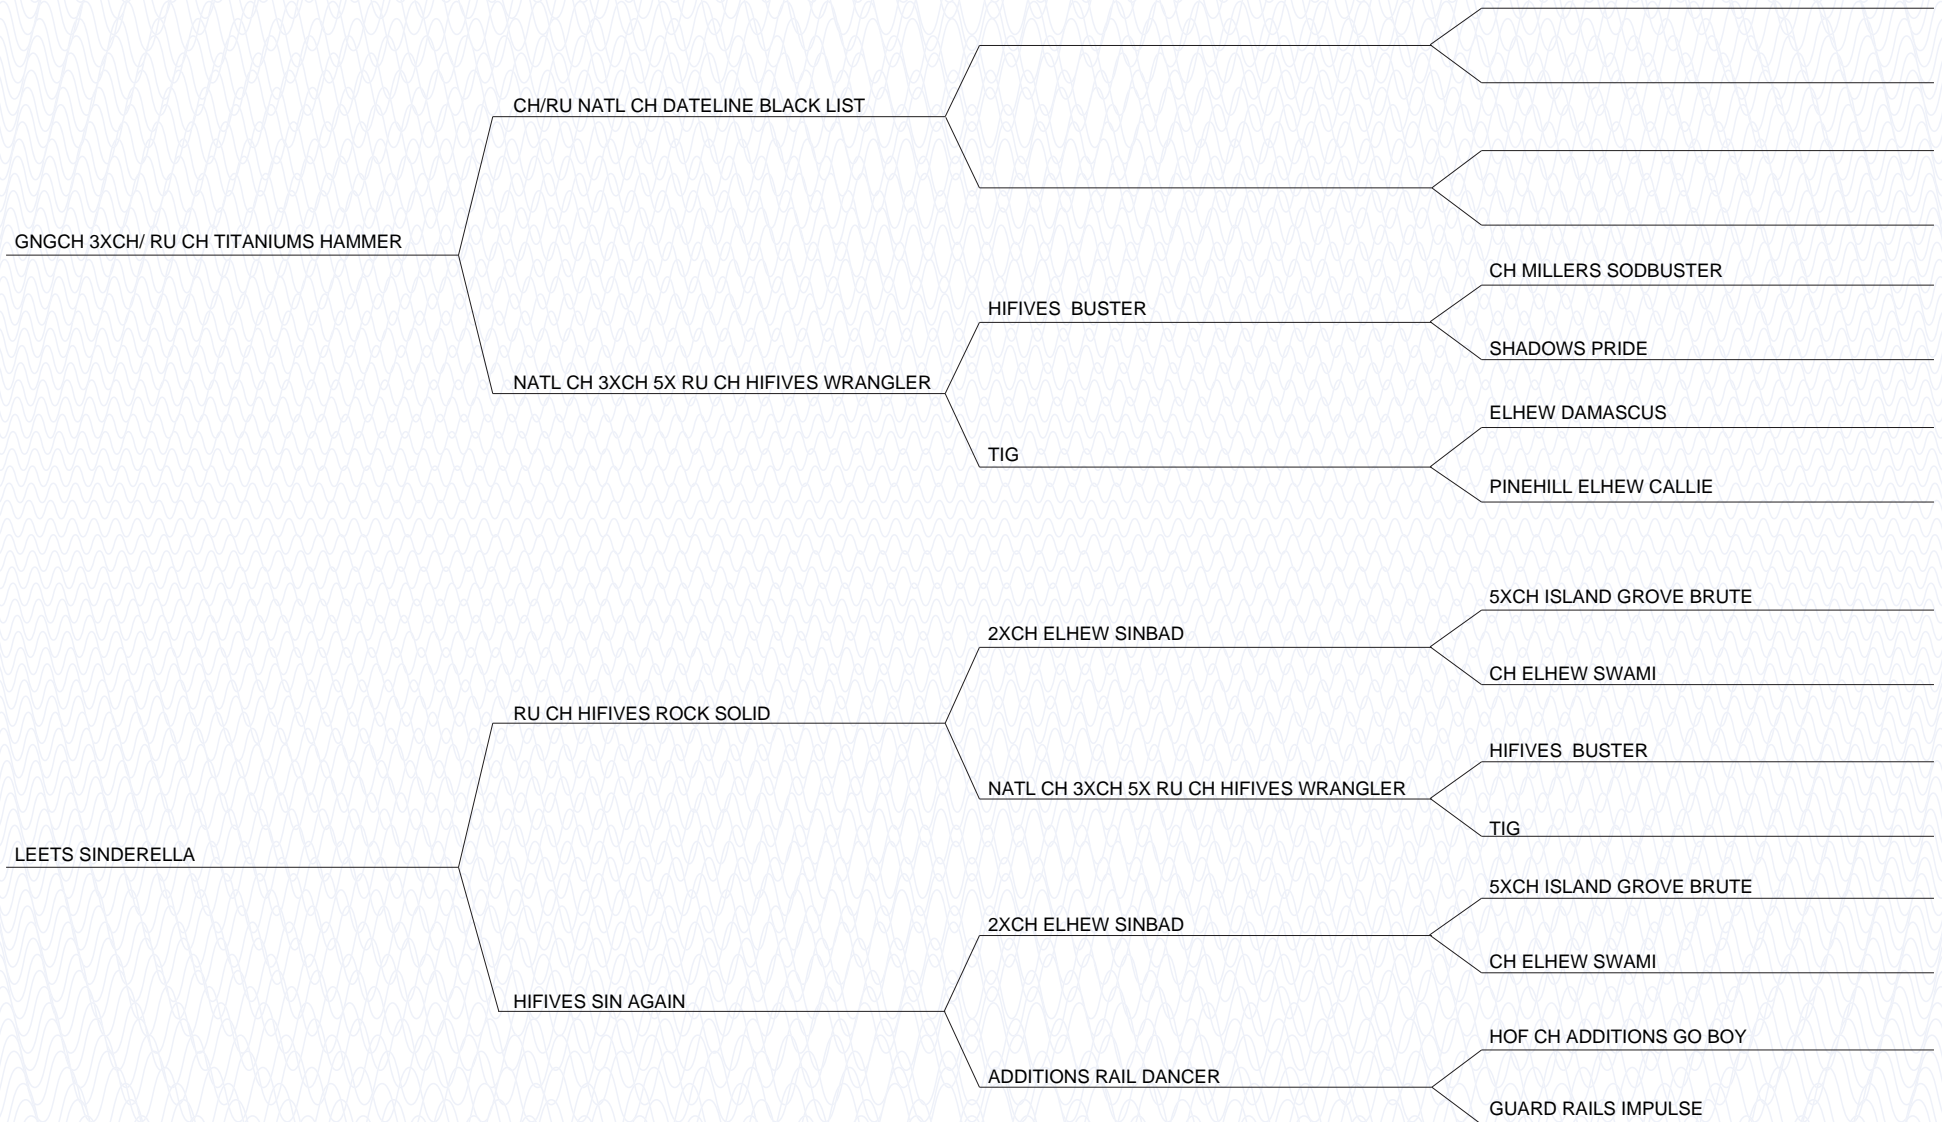 CH/RU NATL CH DATELINE BLACK LIST
GNGCH 3XCH/ RU CH TITANIUMS HAMMER
CH MILLERS SODBUSTER
HIFIVES  BUSTER
SHADOWS PRIDE
NATL CH 3XCH 5X RU CH HIFIVES WRANGLER
ELHEW DAMASCUS
TIG
PINEHILL ELHEW CALLIE
5XCH ISLAND GROVE BRUTE
2XCH ELHEW SINBAD
CH ELHEW SWAMI
RU CH HIFIVES ROCK SOLID
HIFIVES  BUSTER
NATL CH 3XCH 5X RU CH HIFIVES WRANGLER
TIG
LEETS SINDERELLA
5XCH ISLAND GROVE BRUTE
2XCH ELHEW SINBAD
CH ELHEW SWAMI
HIFIVES SIN AGAIN
HOF CH ADDITIONS GO BOY
ADDITIONS RAIL DANCER
GUARD RAILS IMPULSE